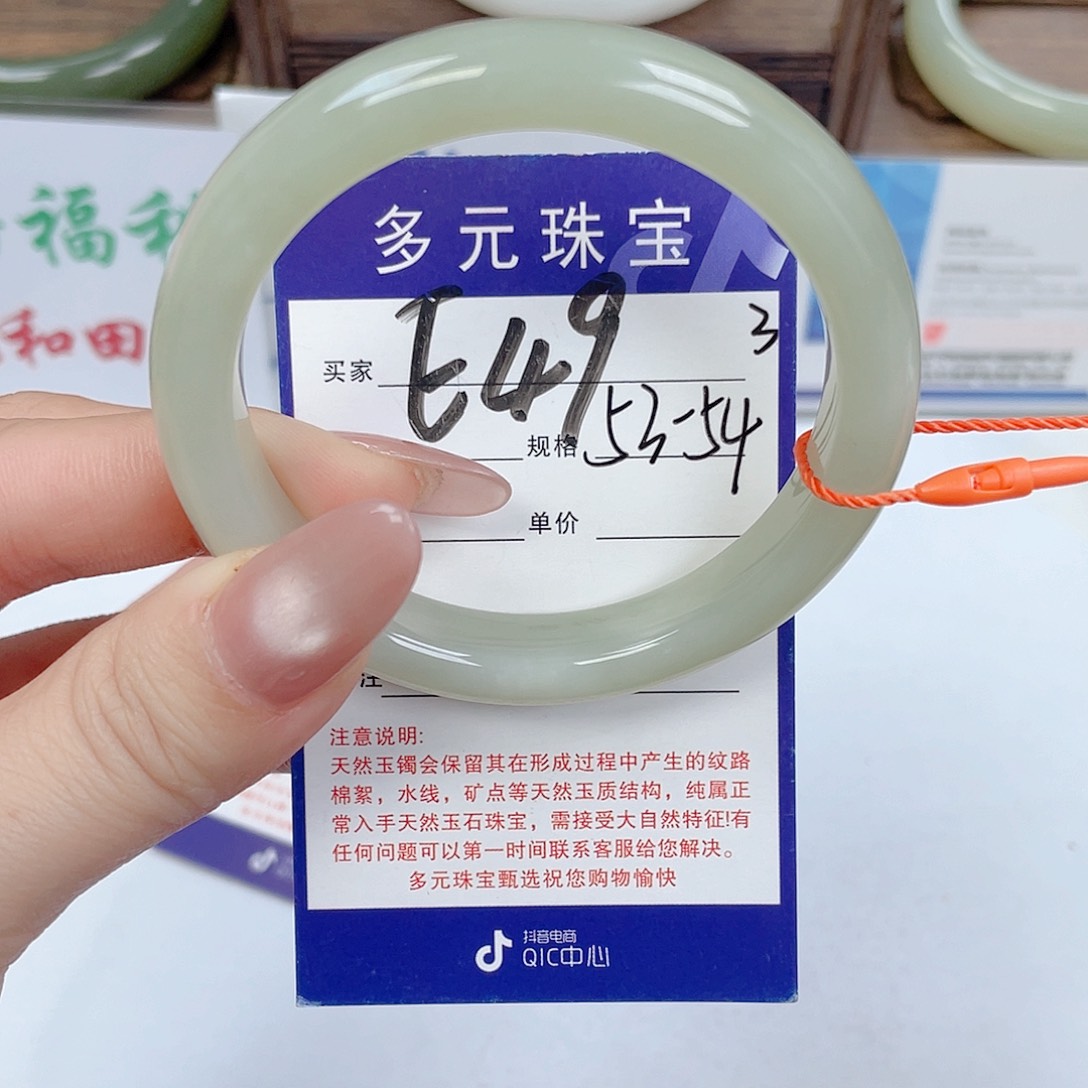 福利
和田
多元珠宝
E49
3
买家
规格 53-54
单价
注
注意说明:
天然玉镯会保留其在形成过程中产生的纹路
棉絮，水线，矿点等天然玉质结构，纯属正
常入手天然玉石珠宝，需接受大自然特征!有
任何问题可以第一时间联系客服给您解决。
多元珠宝甄选祝您购物愉快
抖音电商
QIC中心